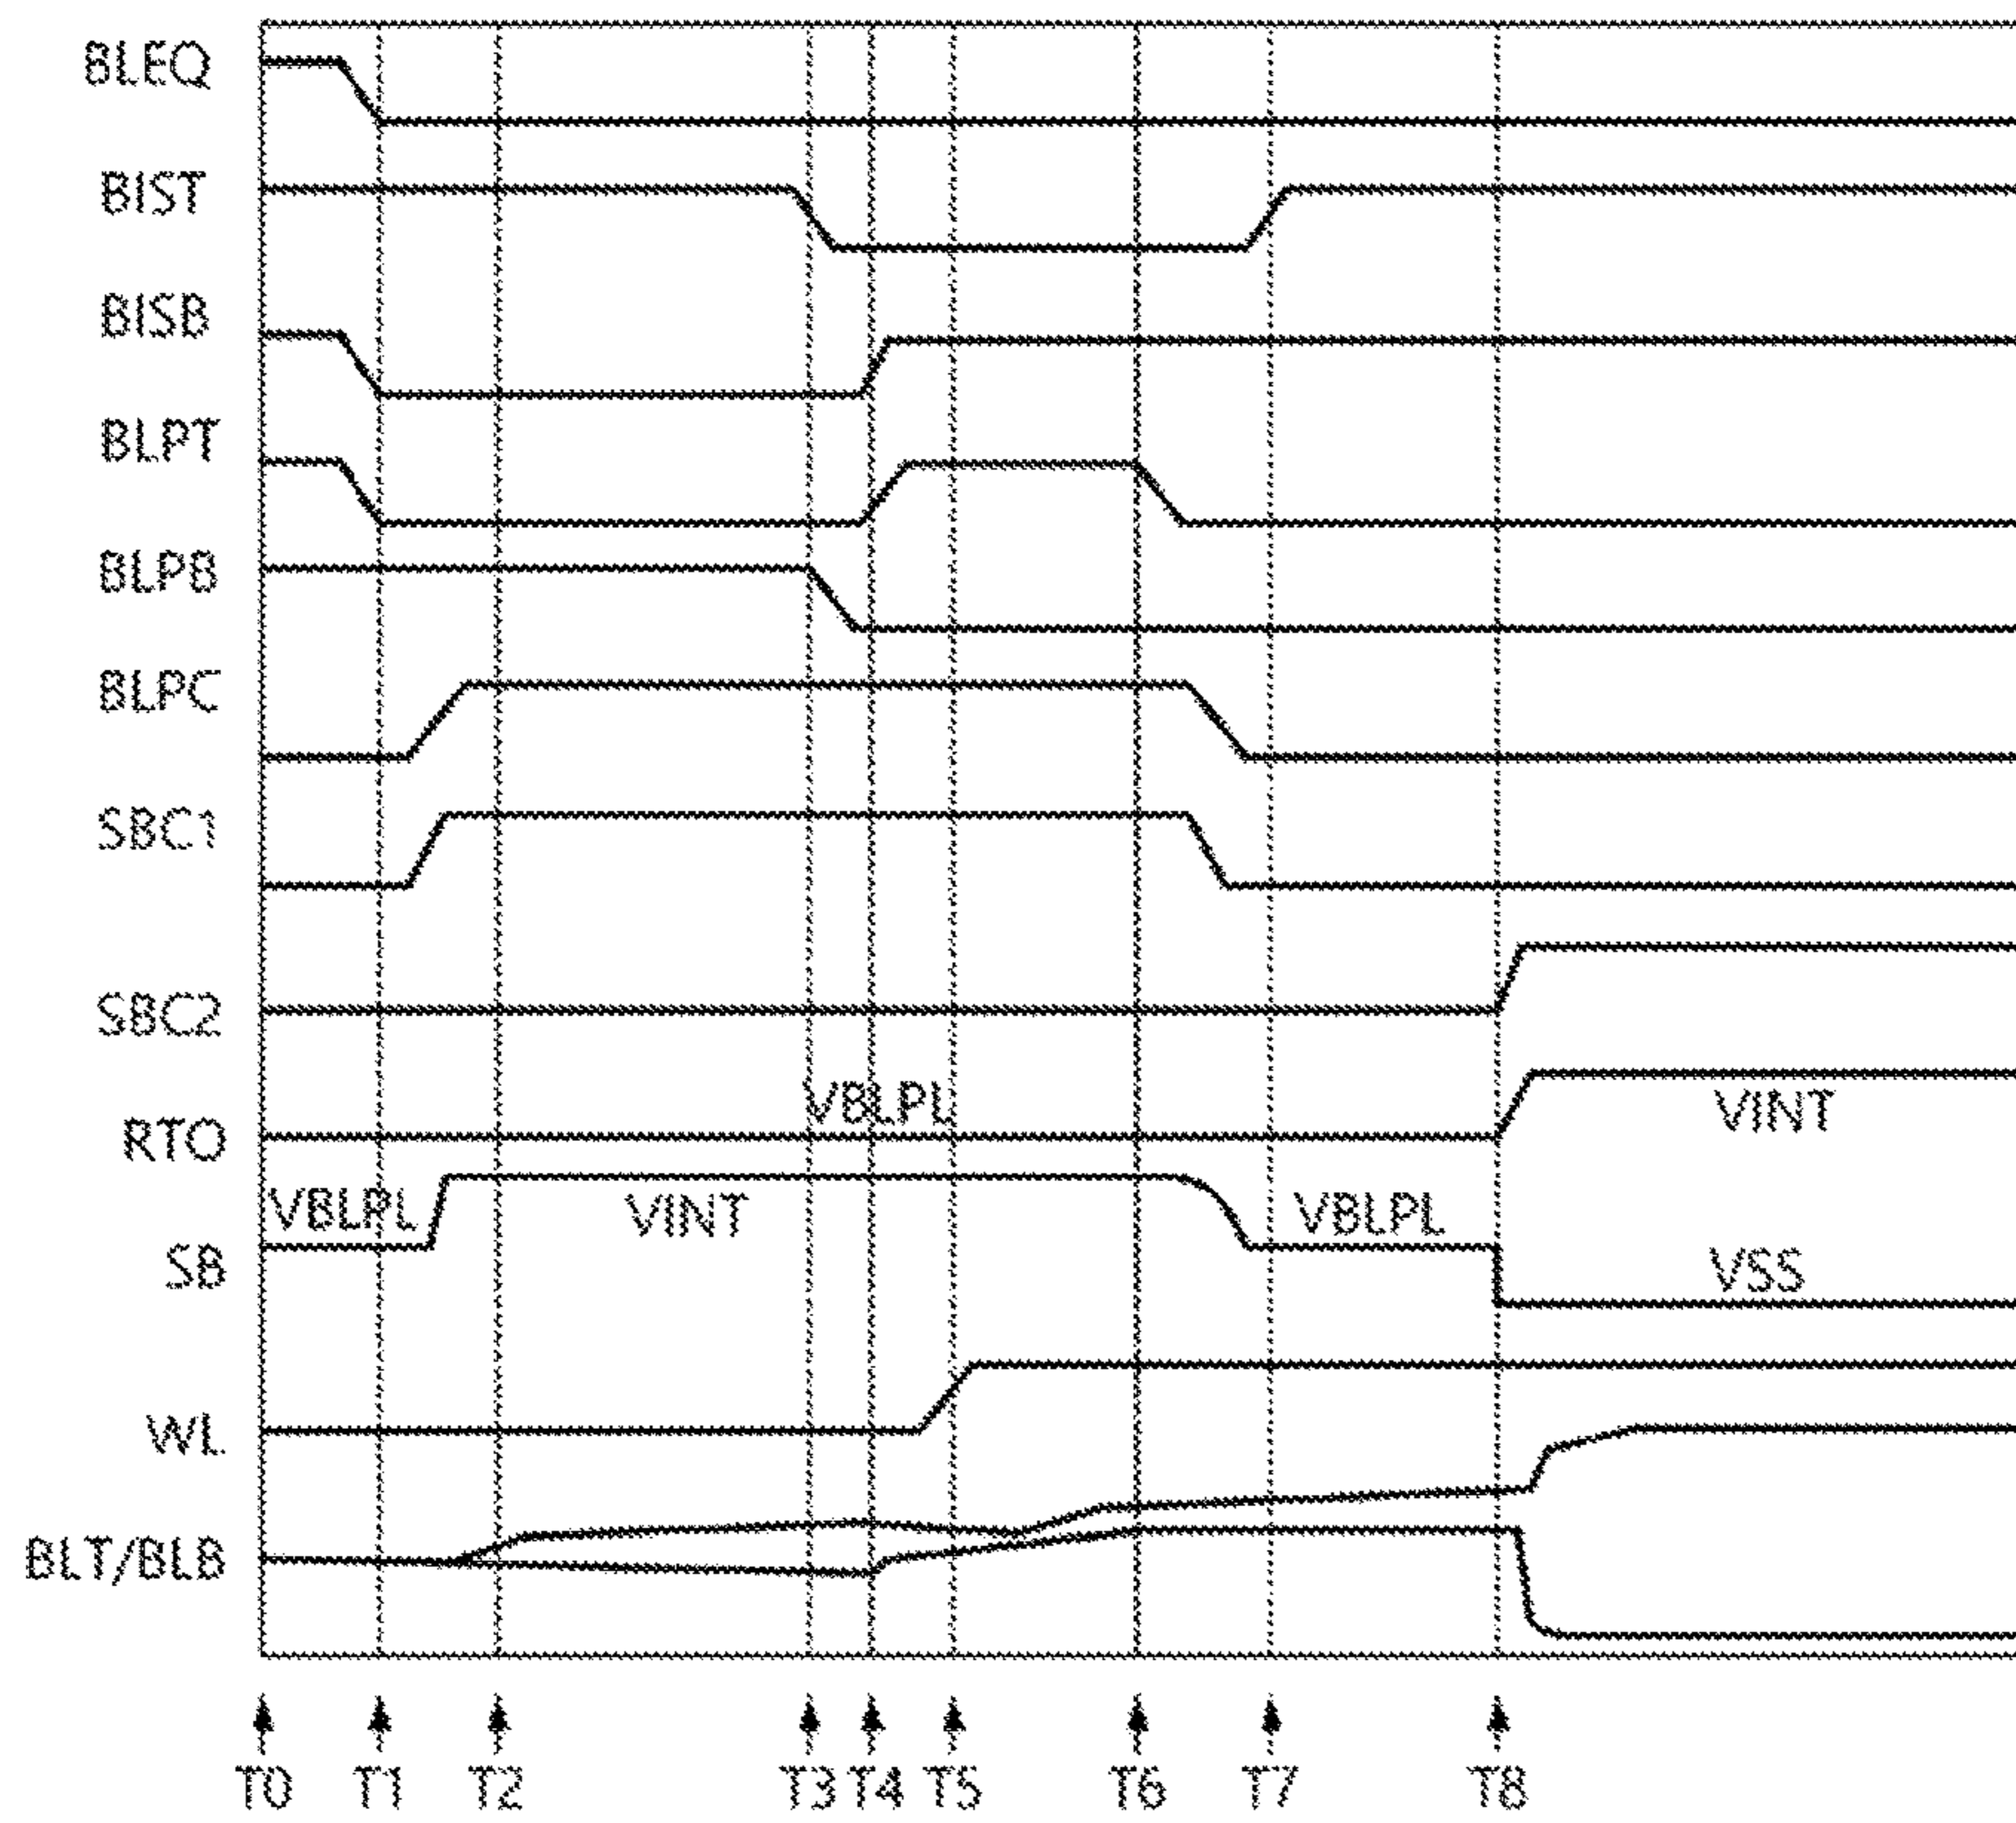 BLEQ
BIST
BISB
BLPT
BLPB
BLPC
SBC1
SBC2
VBLPL
RTO
VINT
VBLPL
VINT
VBLPL
SB
VSS
WL
BLT/BLB
T0 T1 T2 T3 T4 T5 T6 T7 T8